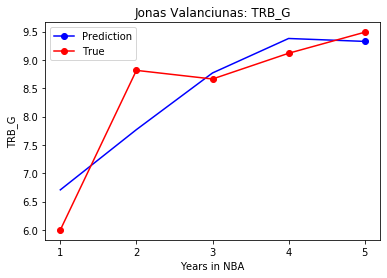 Jonas Valanciunas: TRB_G
Prediction
True
9.5
9.0
8.5
8.0
7.5
7.0
6.5
6.0
TRB_G
1 2 3 4 5
Years in NBA